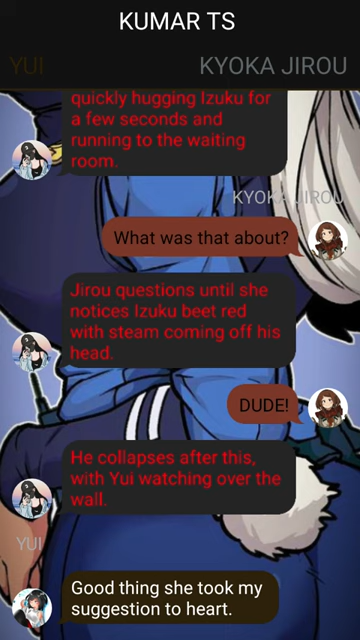 KUMAR TS
YUI
KYOKA JIROU
quickly hugging Izuku for
a few seconds and
running to the waiting
room.
KYOKA JIROU
What was that about?
Jirou questions until she
notices Izuku beet red
with steam coming off his
head.
DUDE!
He collapses after this,
with Yui watching over the
wall.
YUI
Good thing she took my
suggestion to heart.